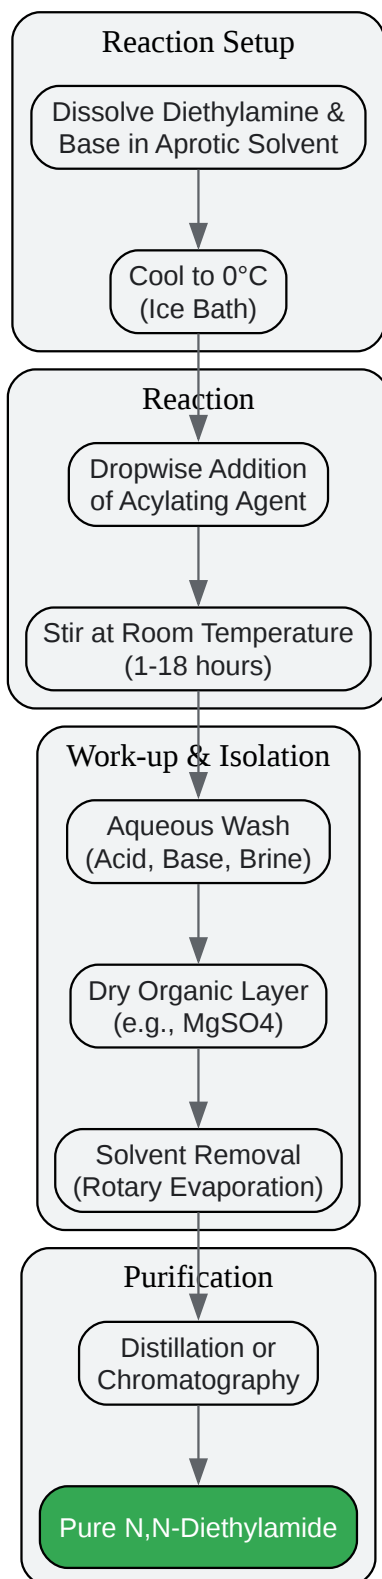 Reaction Setup
Dissolve Diethylamine &
Base in Aprotic Solvent
Cool to 0°C
(Ice Bath)
Reaction
Dropwise Addition
of Acylating Agent
Stir at Room Temperature
(1-18 hours)
Work-up & Isolation
Aqueous Wash
(Acid, Base, Brine)
Dry Organic Layer
(e.g., MgSO4)
Solvent Removal
(Rotary Evaporation)
Purification
Distillation or
Chromatography
Pure N,N-Diethylamide